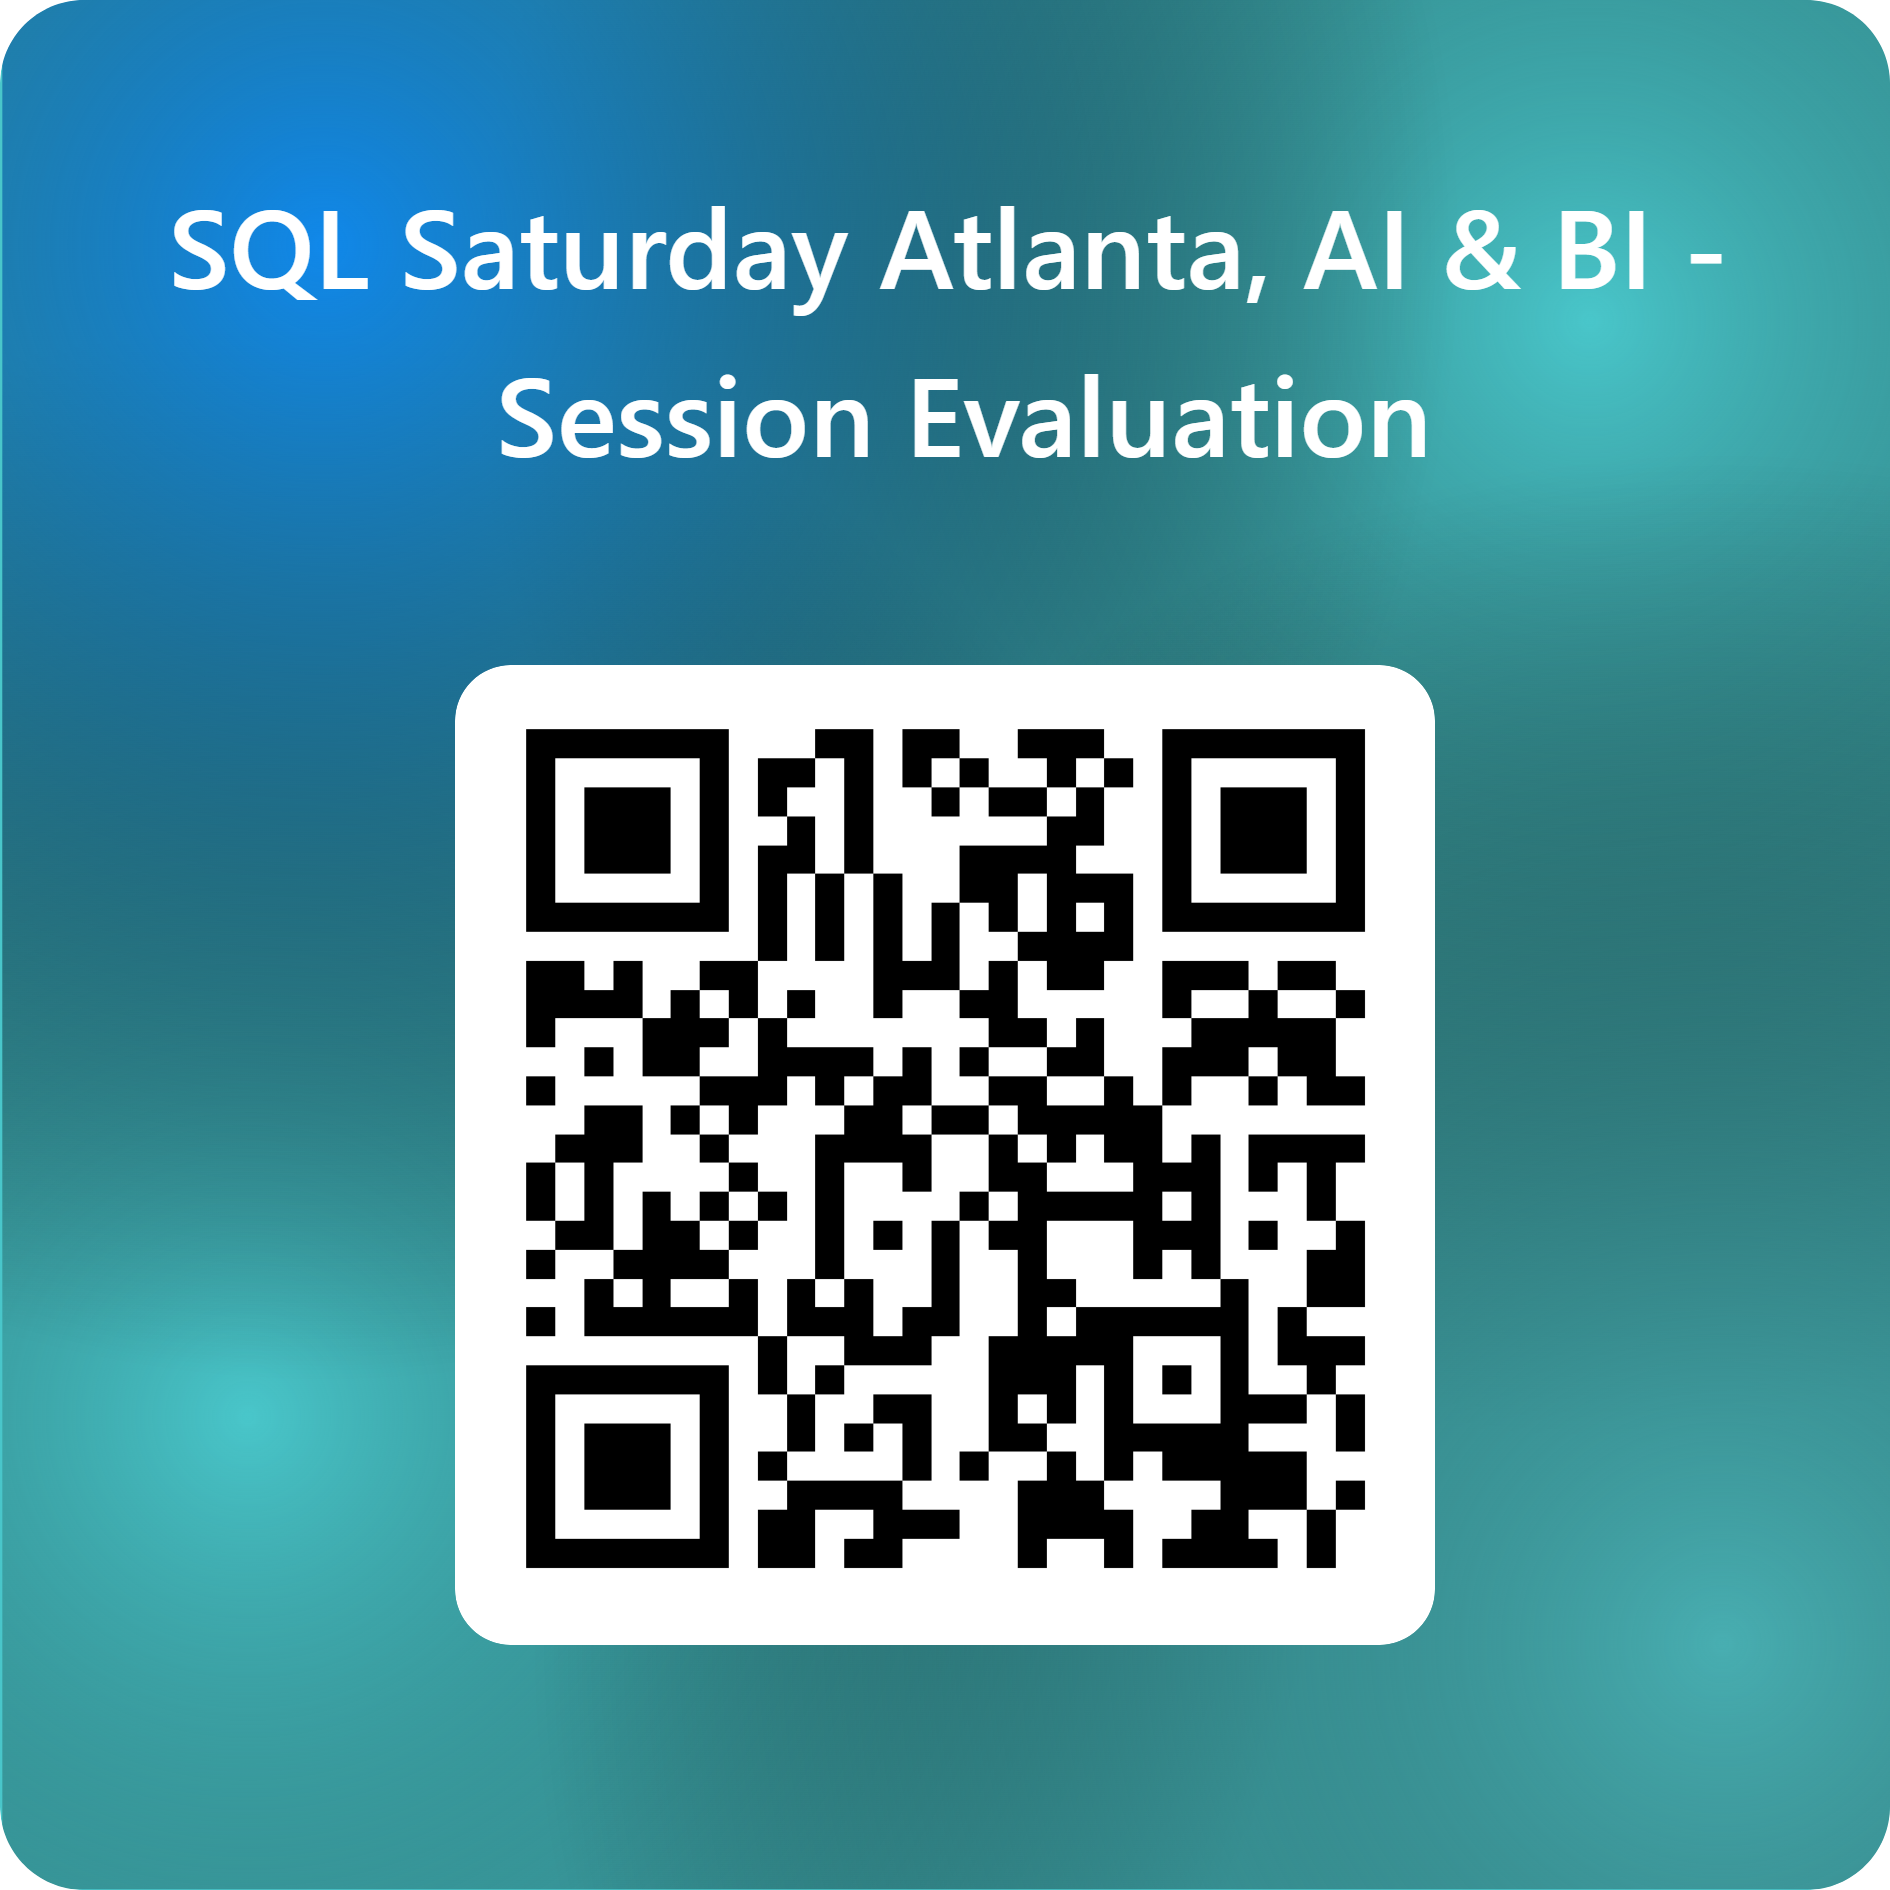 SQL Saturday Atlanta, AI & BI -
Session Evaluation